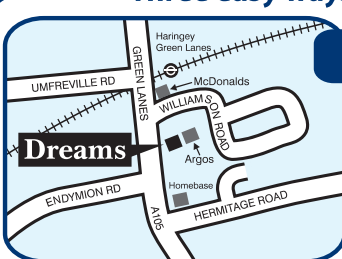 Three easy way
Haringey
Green Lanes
McDonalds
UMFREVILLE RD
GREEN LANES
WILLIAMSON ROAD
Dreams
Argos
ENDYMION RD
Homebase
HERMITAGE ROAD
A105